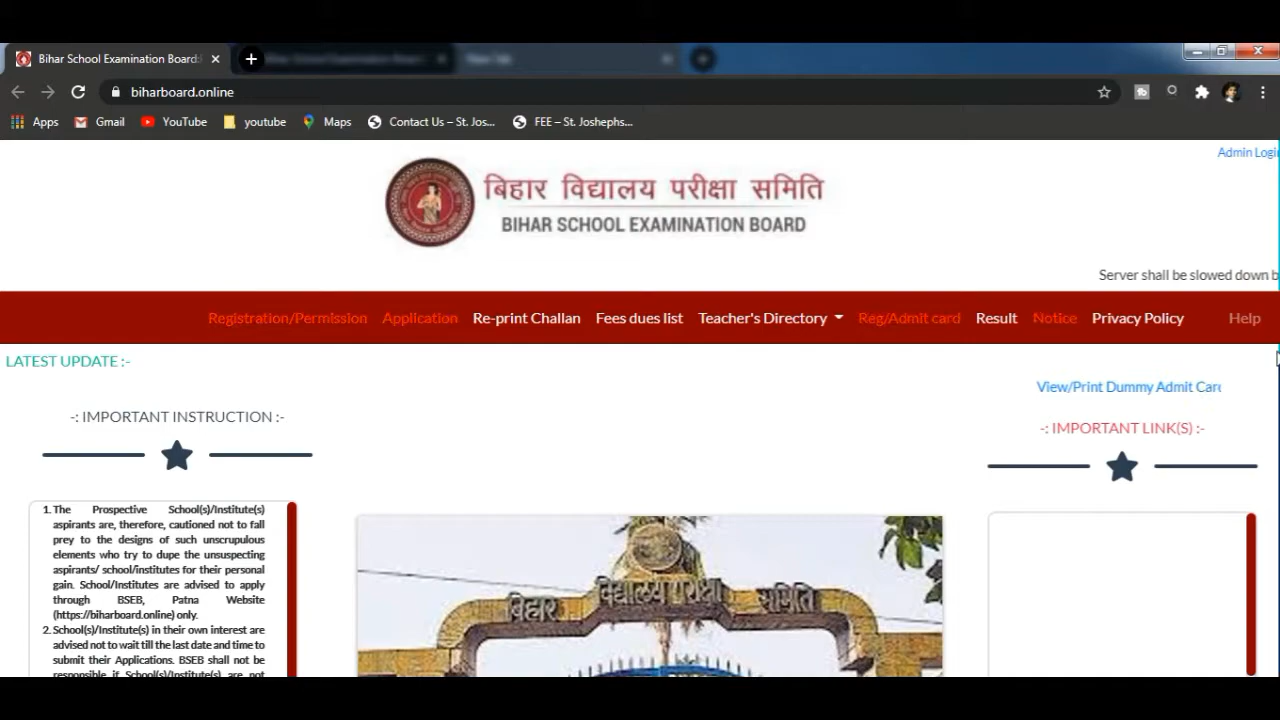 Bihar School Examination Board:
biharboard.online
Apps Gmail YouTube youtube Maps Contact Us – St. Jos... FEE – St. Joshephs...
Admin Logi
बिहार विद्यालय परीक्षा समिति
BIHAR SCHOOL EXAMINATION BOARD
Server shall be slowed down b
Registration/Permission Application Re-print Challan Fees dues list Teacher's Directory Reg/Admit card Result Notice Privacy Policy Help
LATEST UPDATE :-
View/Print Dummy Admit Card
-: IMPORTANT INSTRUCTION :-
-: IMPORTANT LINK(S) :-
1. The Prospective School(s)/Institute(s)
aspirants are, therefore, cautioned not to fall
prey to the designs of such unscrupulous
elements who try to dupe the unsuspecting
aspirants/ school/institutes for their personal
gain. School/Institutes are advised to apply
through BSEB, Patna Website
(https://biharboard.online) only.
2. School(s)/Institute(s) in their own interest are
advised not to wait till the last date and time to
submit their Applications. BSEB shall not be
responsible if School(s)/Institute(s) are not
बिहार विद्यालय परीक्षा समिति